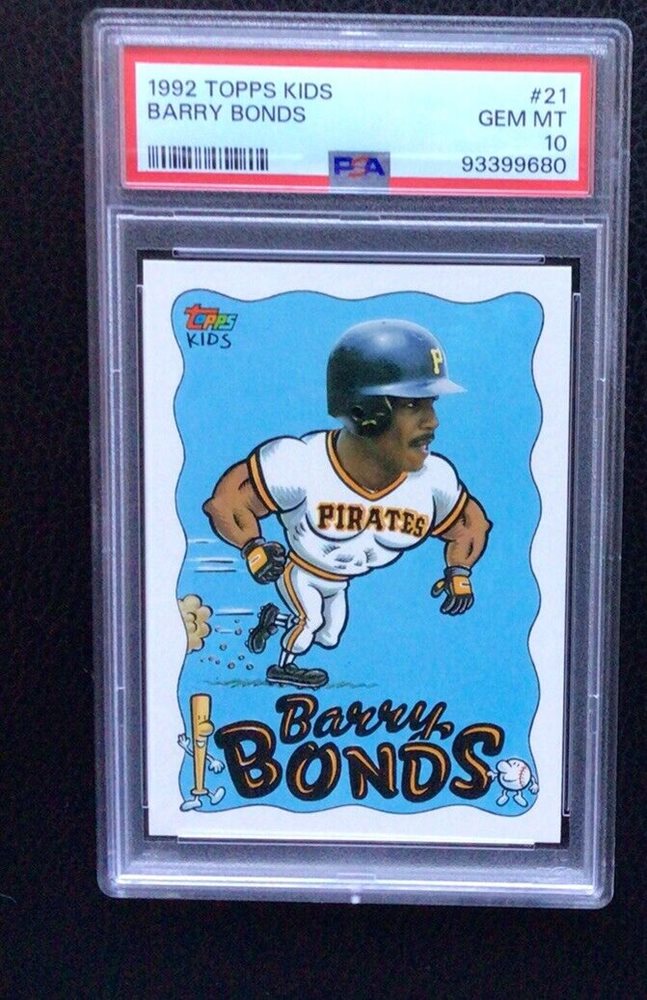 1992 TOPPS KIDS #21
BARRY BONDS GEM MT
10
PSA 93399680
Topps
KIDS
P
PIRATES
Barry
BONDS